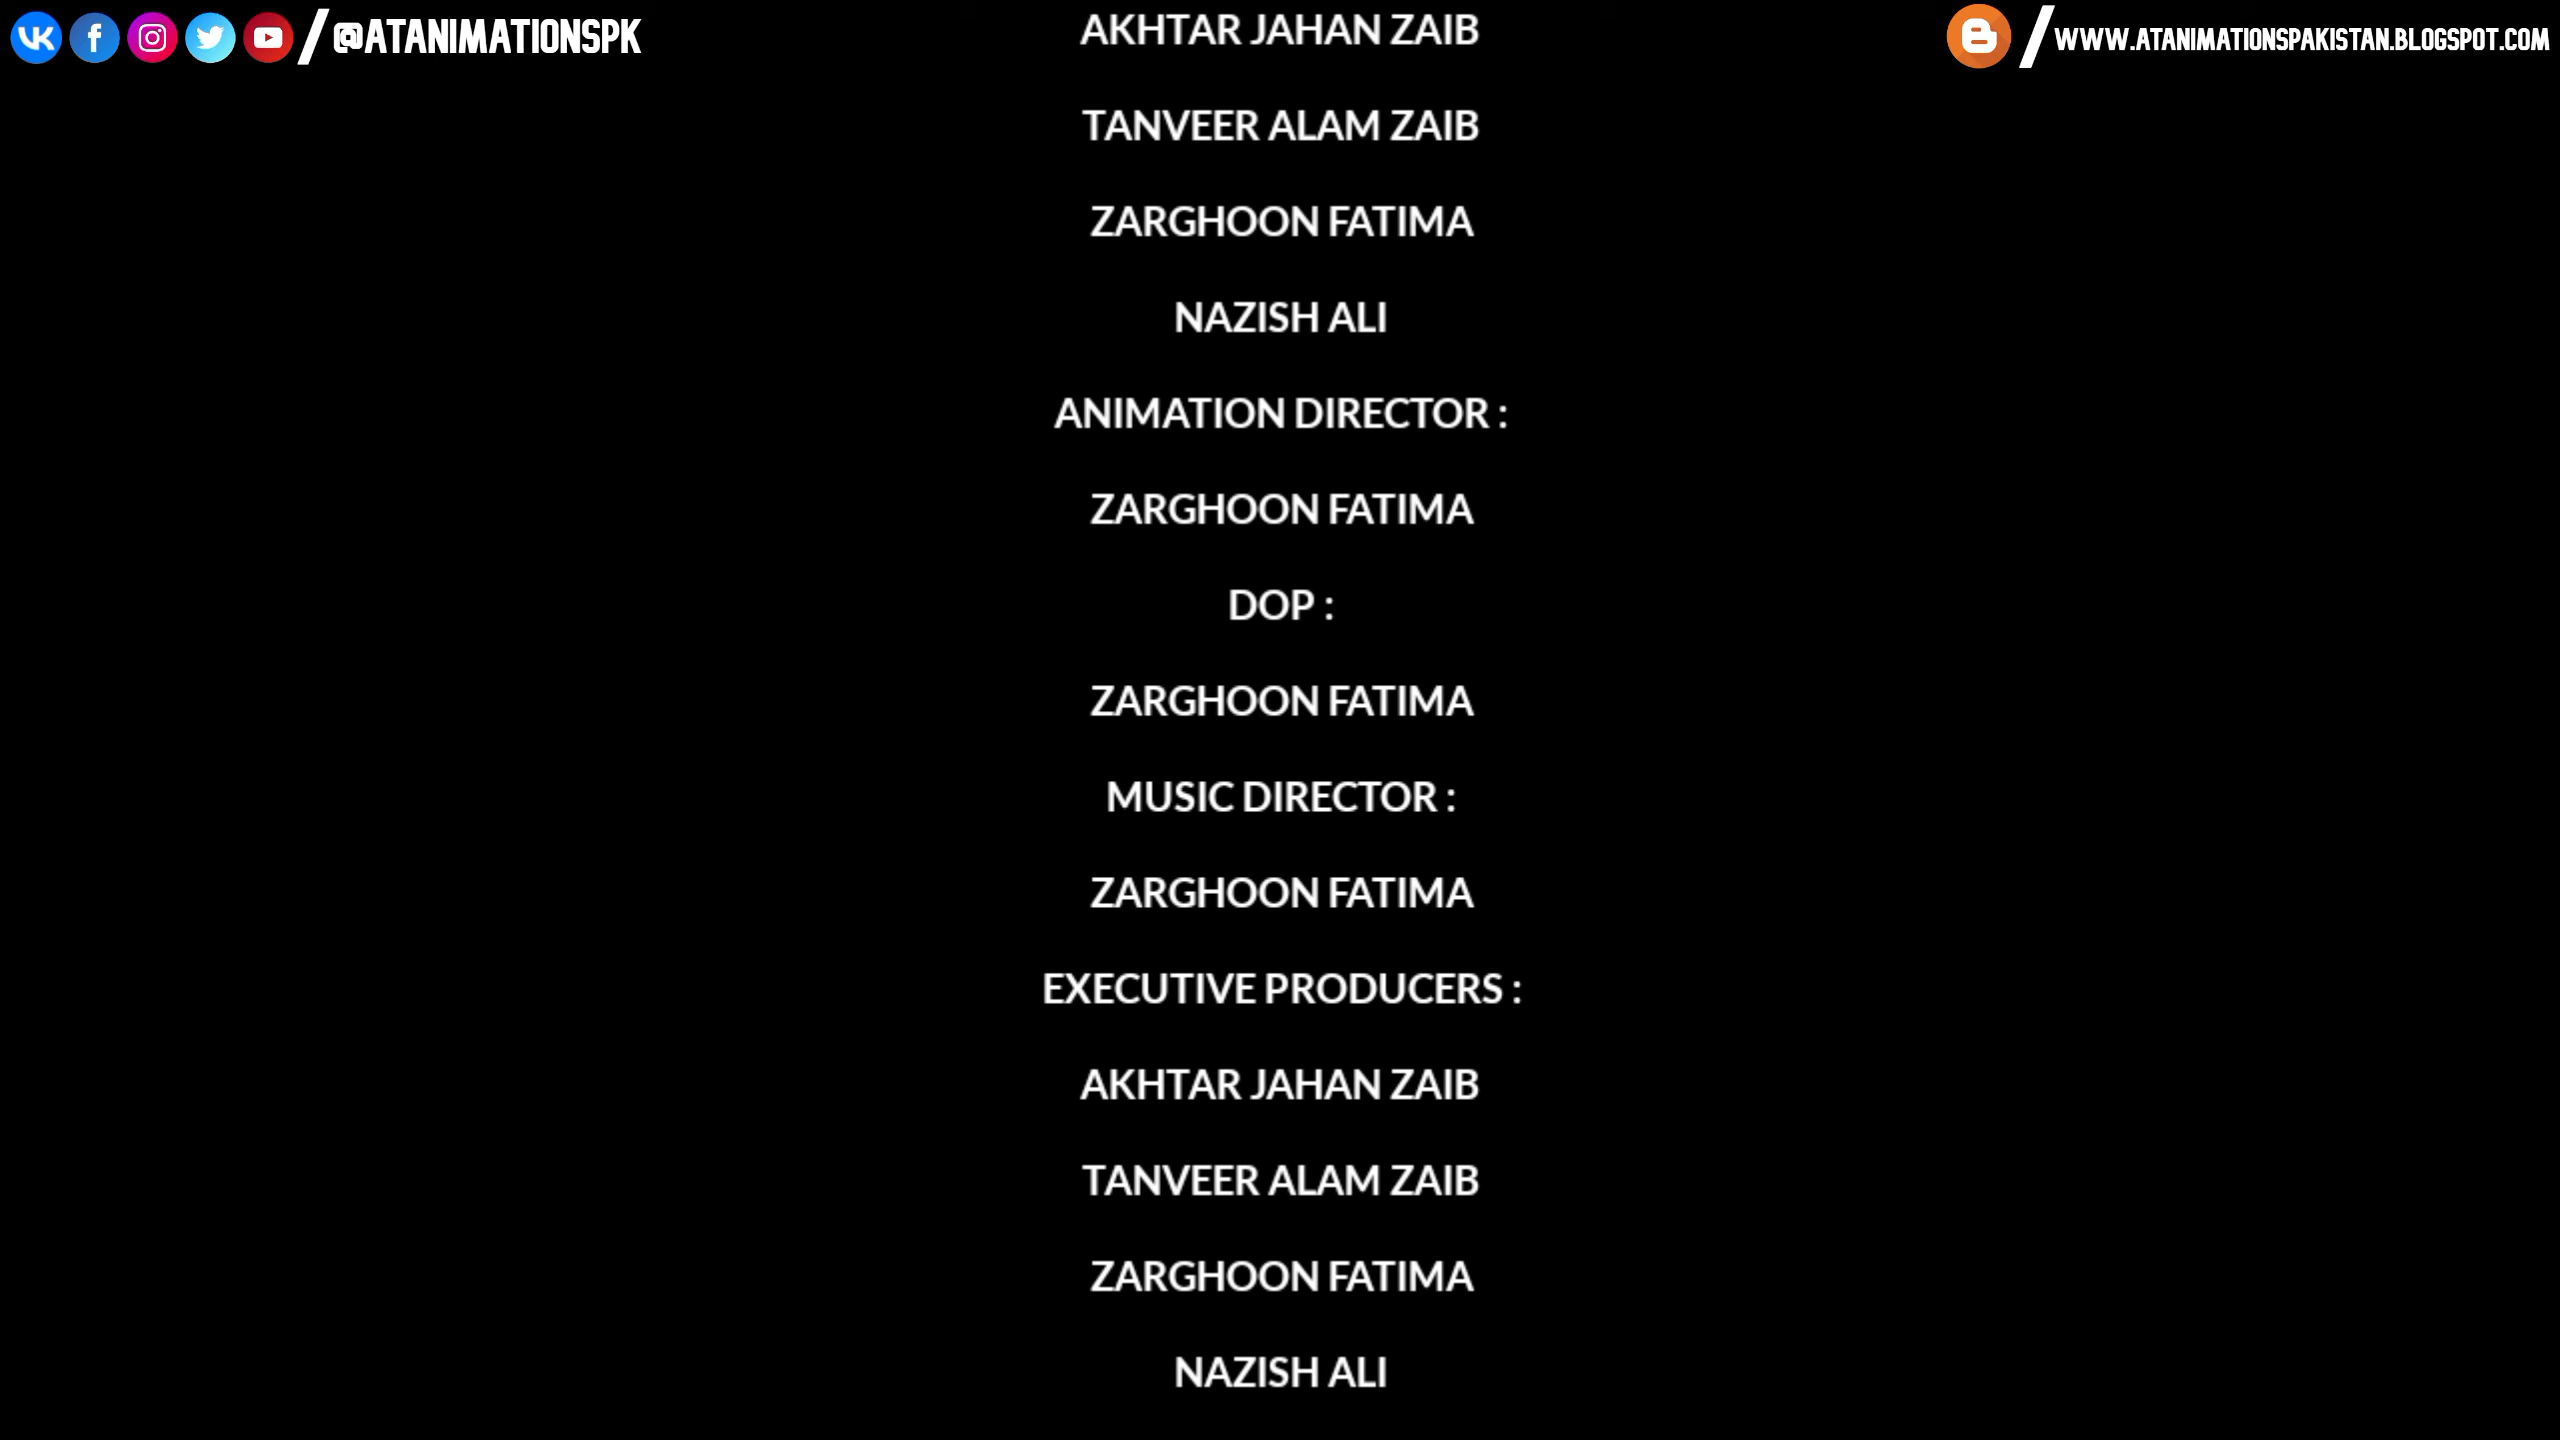 /@ATANIMATIONSPK
/WWW.ATANIMATIONSPAKISTAN.BLOGSPOT.COM
AKHTAR JAHAN ZAIB
TANVEER ALAM ZAIB
ZARGHOON FATIMA
NAZISH ALI
ANIMATION DIRECTOR :
ZARGHOON FATIMA
DOP :
ZARGHOON FATIMA
MUSIC DIRECTOR :
ZARGHOON FATIMA
EXECUTIVE PRODUCERS :
AKHTAR JAHAN ZAIB
TANVEER ALAM ZAIB
ZARGHOON FATIMA
NAZISH ALI